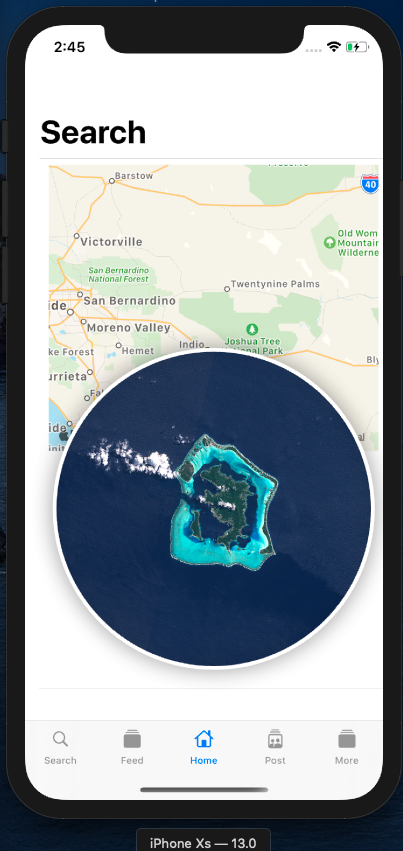 2:45
Search
Preserve
40
Barstow
Old Wom
Mountain
Wilderne
Victorville
San Bernardino
National Forest
Twentynine Palms
San Bernardino
Moreno Valley
ke Forest
Hemet
Indio
Joshua Tree
National Park
Bly
urrieta
Search
Feed
Home
Post
More
iPhone Xs — 13.0